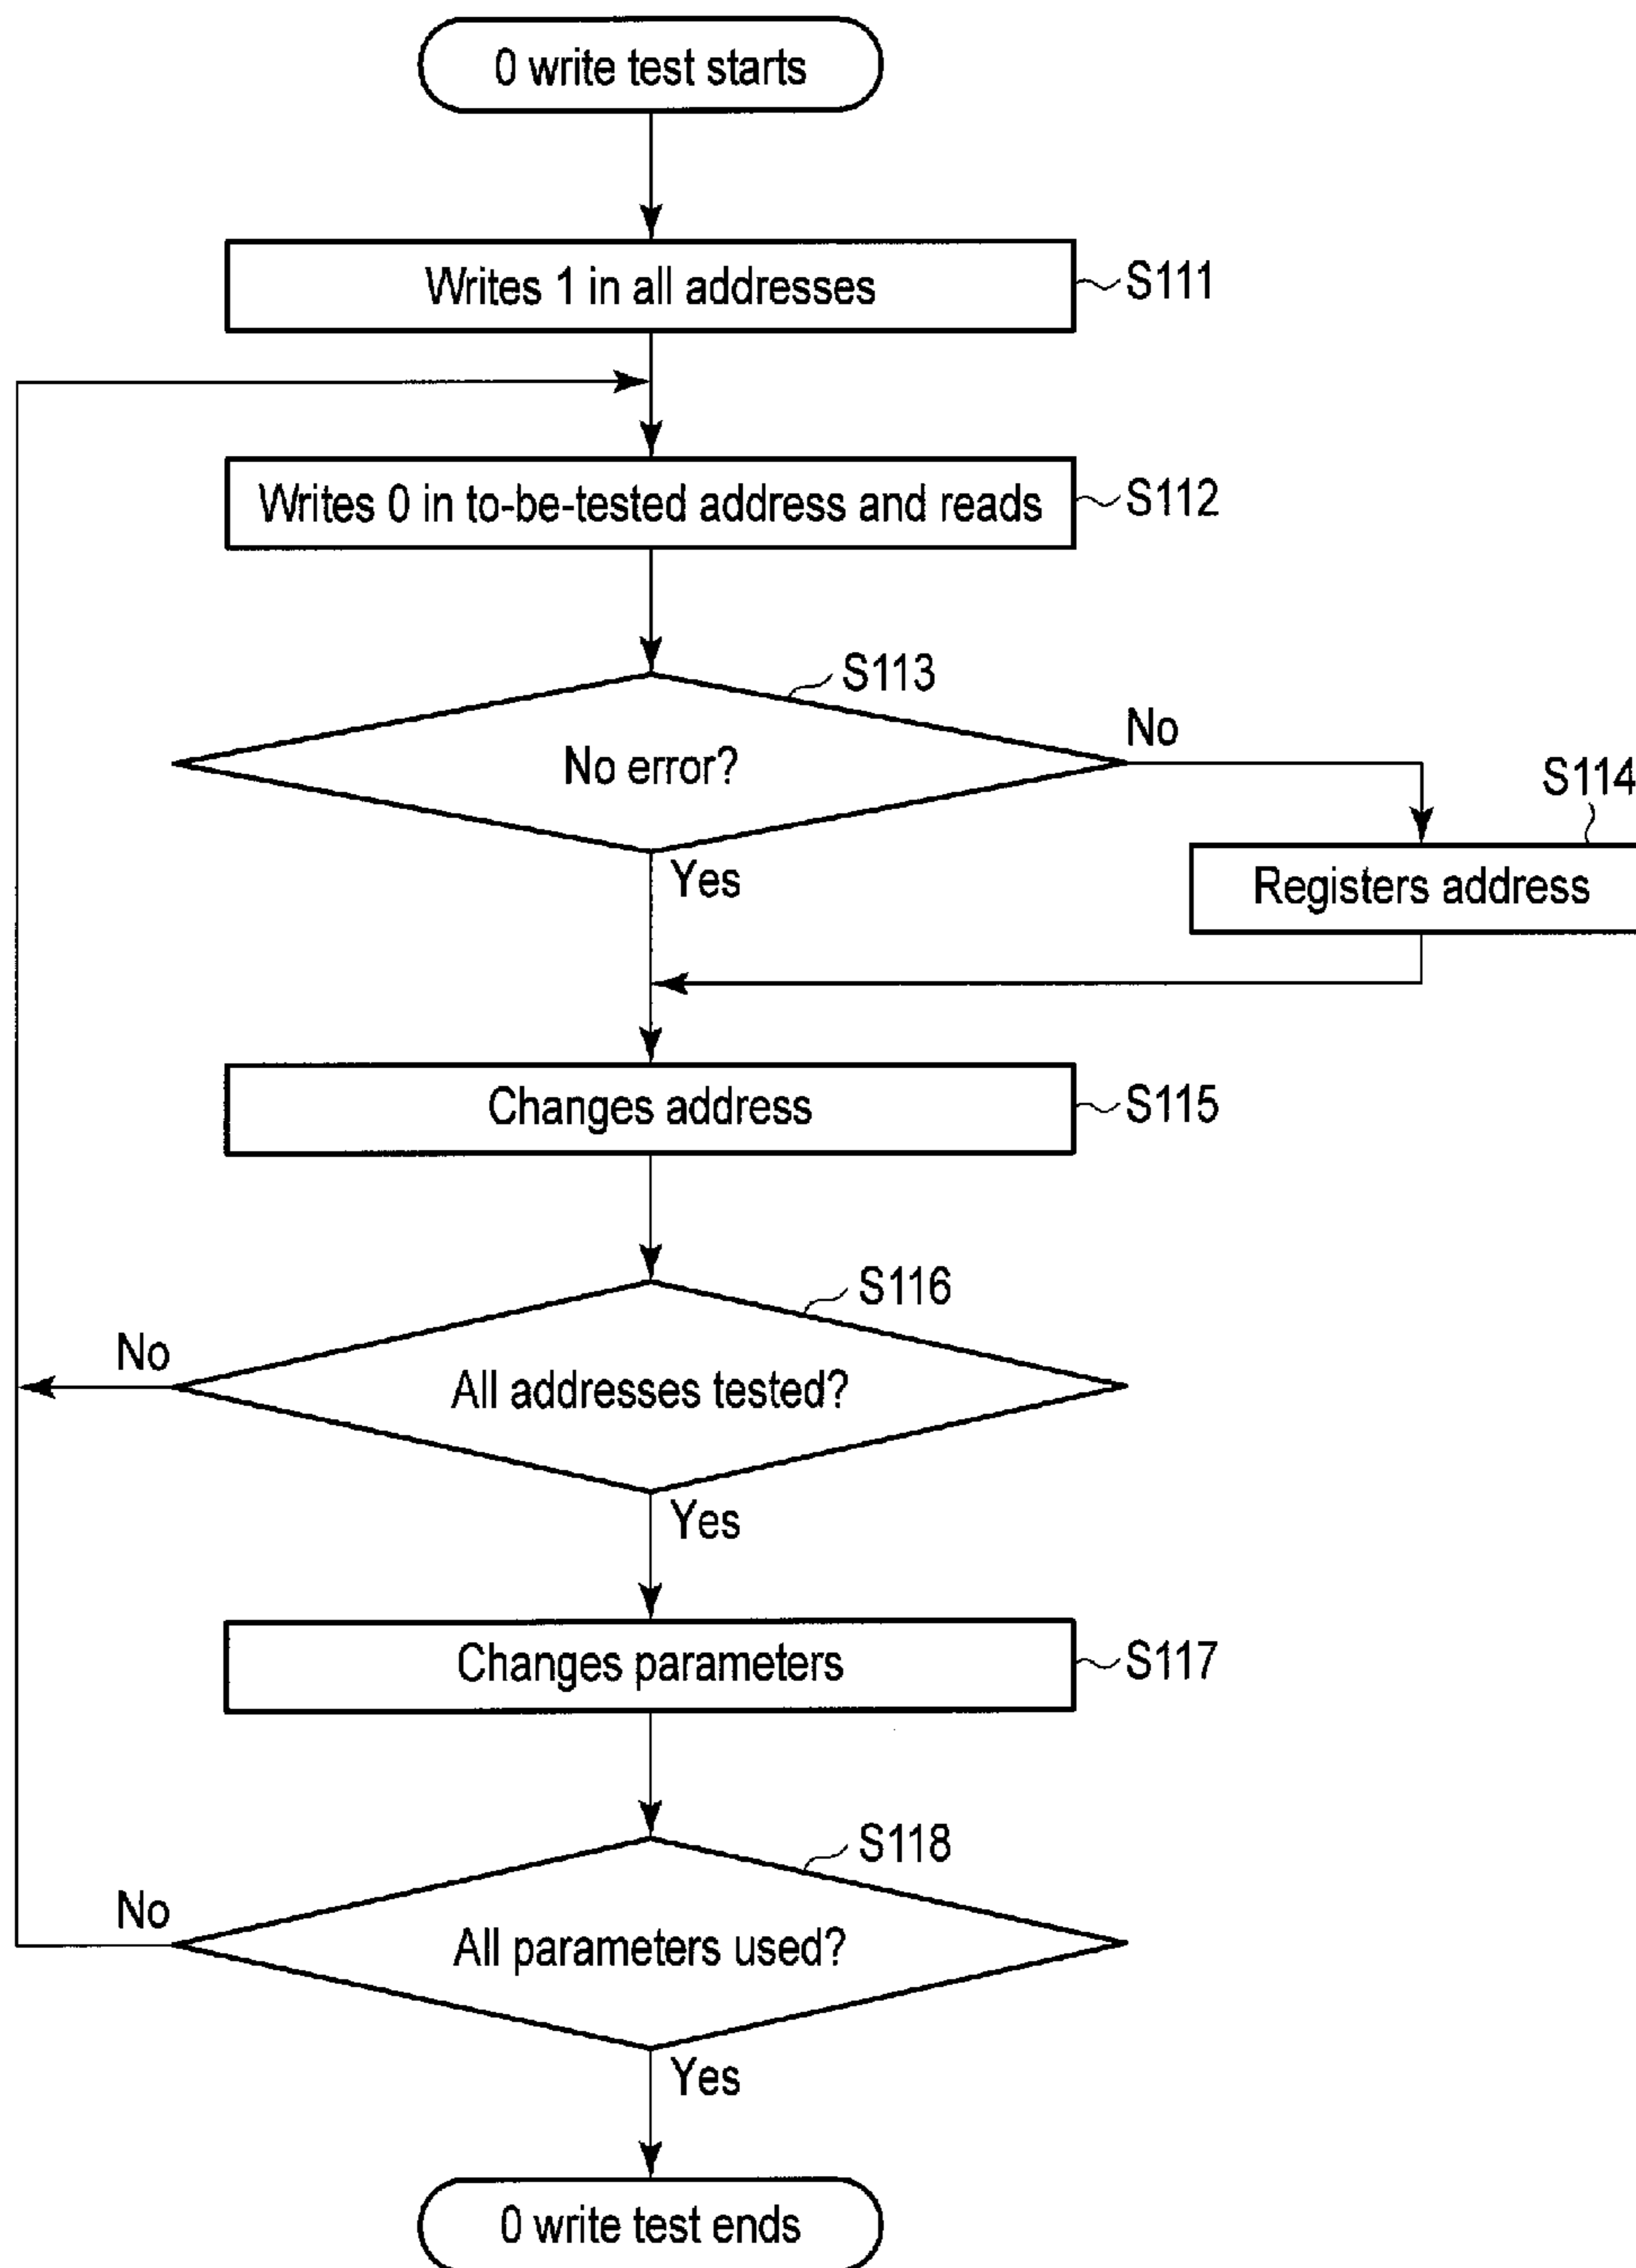 0 write test starts
Writes 1 in all addresses
S111
Writes 0 in to-be-tested address and reads
S112
S113
No error?
No
Yes
S114
Registers address
Changes address
S115
S116
All addresses tested?
No
Yes
Changes parameters
S117
S118
All parameters used?
No
Yes
0 write test ends